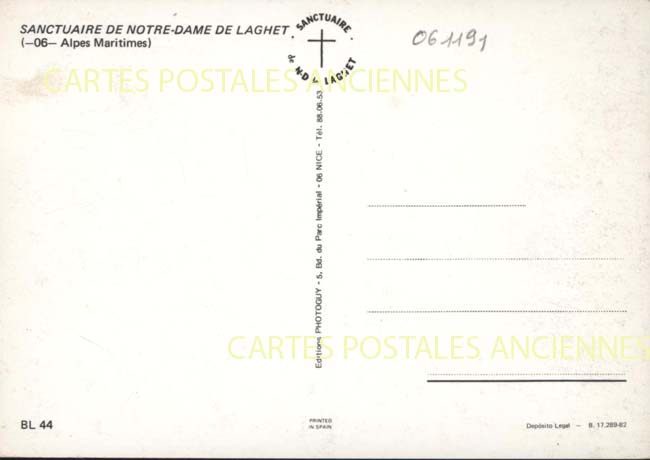 SANCTUAIRE DE NOTRE-DAME DE LAGHET
(—06— Alpes Maritimes)
• SANCTUAIRE •
de N-D LAGHET
061191
CARTES POSTALES ANCIENNES
Editions PHOTOGUY - 5, Bd. du Parc Impérial - 06 NICE - Tél. 88-06-53
CARTES POSTALES ANCIENNES
BL 44
PRINTED
IN SPAIN
Depósito Legal — B. 17,289-82